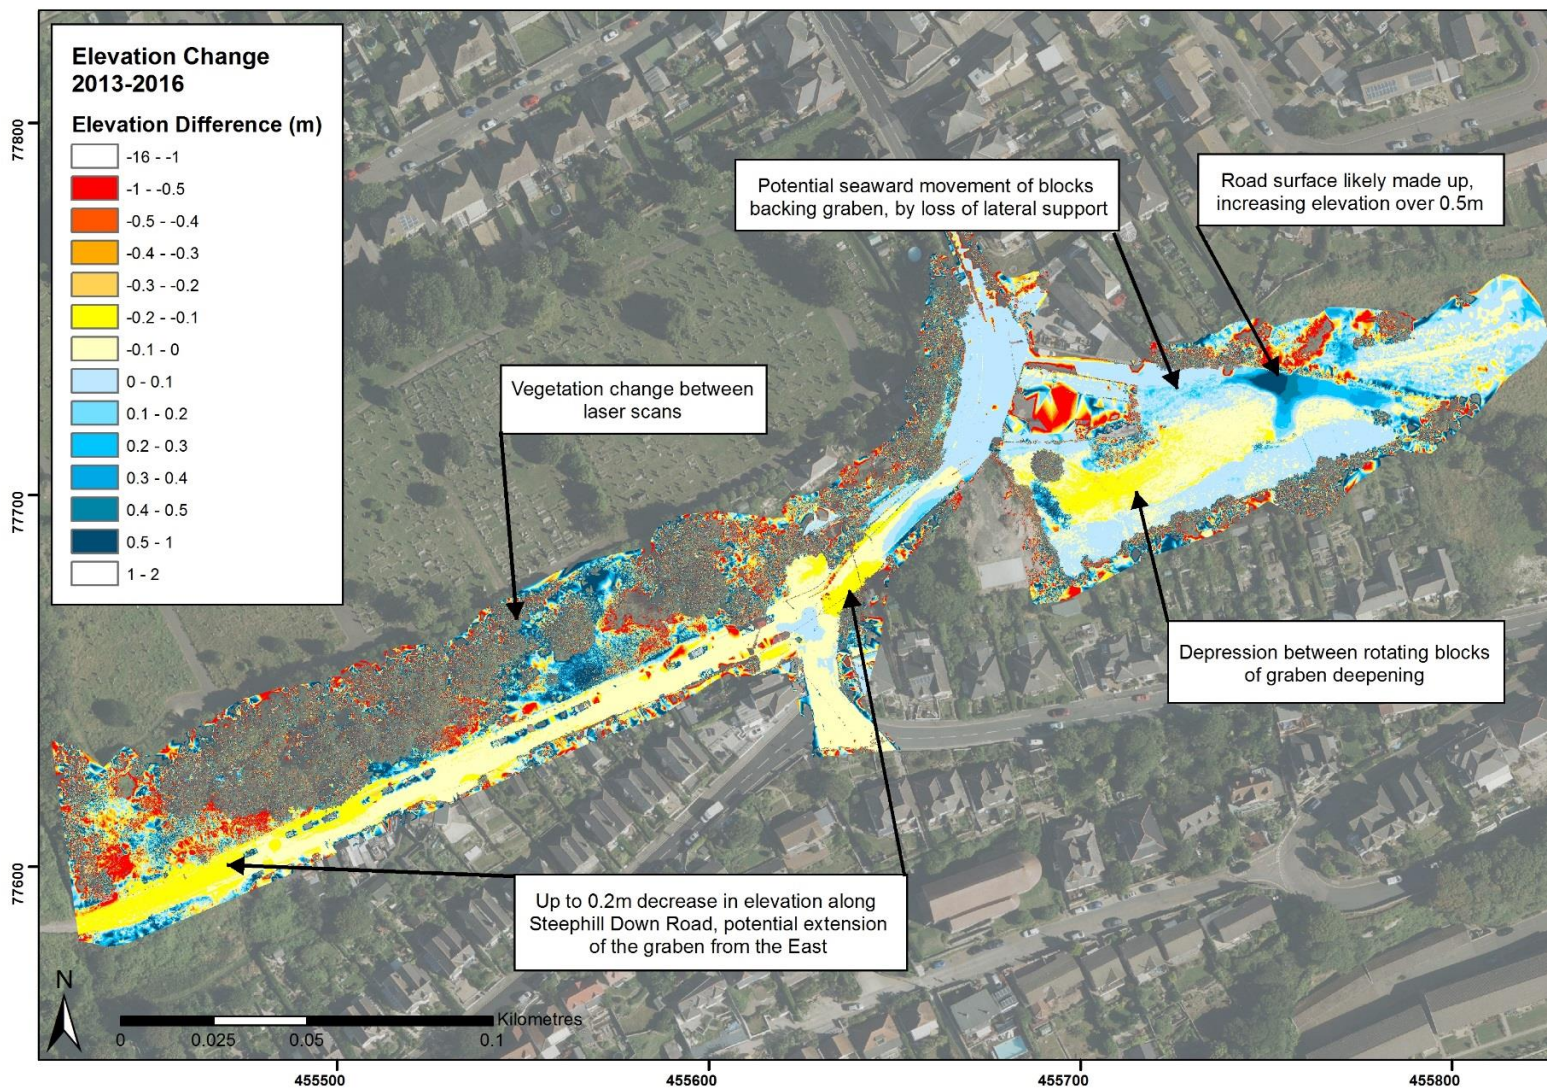 Elevation Change
2013-2016
Elevation Difference (m)
-16 - -1
-1 - -0.5
-0.5 - -0.4
-0.4 - -0.3
-0.3 - -0.2
-0.2 - -0.1
-0.1 - 0
0 - 0.1
0.1 - 0.2
0.2 - 0.3
0.3 - 0.4
0.4 - 0.5
0.5 - 1
1 - 2
Potential seaward movement of blocks
backing graben, by loss of lateral support
Road surface likely made up,
increasing elevation over 0.5m
Vegetation change between
laser scans
Depression between rotating blocks
of graben deepening
Up to 0.2m decrease in elevation along
Steephill Down Road, potential extension
of the graben from the East
77800
77700
77600
N
Kilometres
0 0.025 0.05 0.1
455500 455600 455700 455800